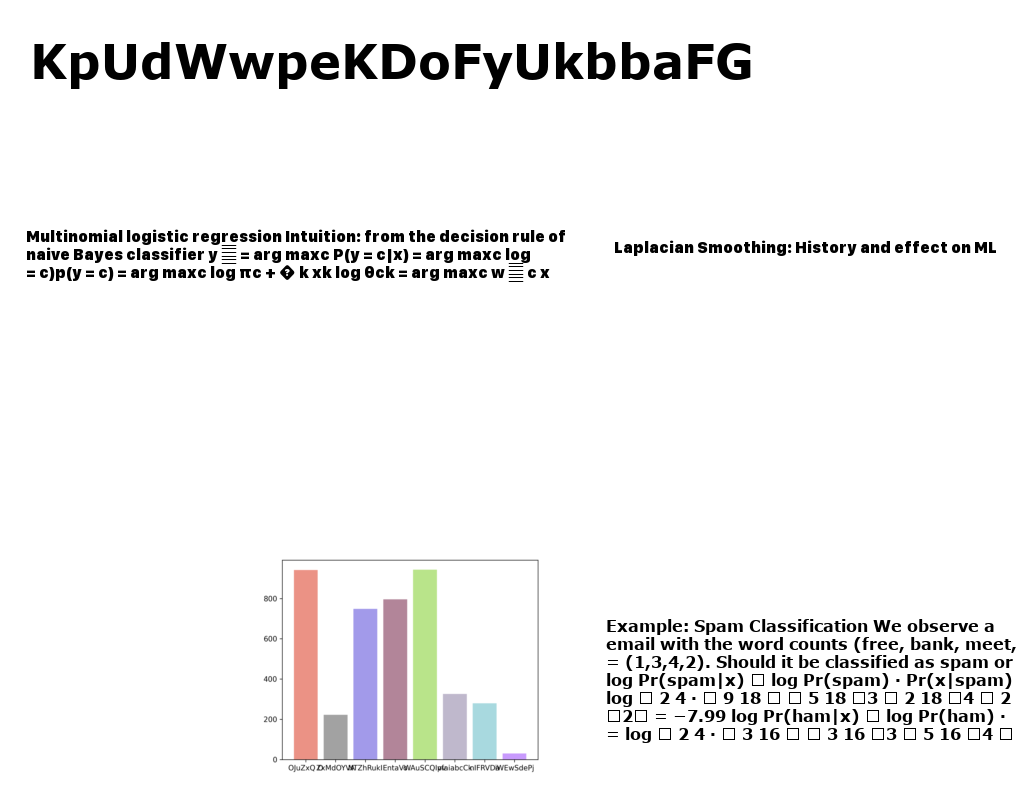 KpUdWwpeKDoFyUkbbaFG
Multinomial logistic regression Intuition: from the decision rule of
naive Bayes classifier y = arg maxc P(y = c|x) = arg maxc log
= c)p(y = c) = arg maxc log πc + � k xk log θck = arg maxc w c x
Laplacian Smoothing: History and effect on ML
800
600
400
200
0
Example: Spam Classification We observe a
email with the word counts (free, bank, meet,
= (1,3,4,2). Should it be classified as spam or
log Pr(spam|x) □ log Pr(spam) · Pr(x|spam)
log □ 2 4 · □ 9 18 □ □ 5 18 □3 □ 2 18 □4 □ 2
□2□ = −7.99 log Pr(ham|x) □ log Pr(ham) ·
= log □ 2 4 · □ 3 16 □ □ 3 16 □3 □ 5 16 □4 □